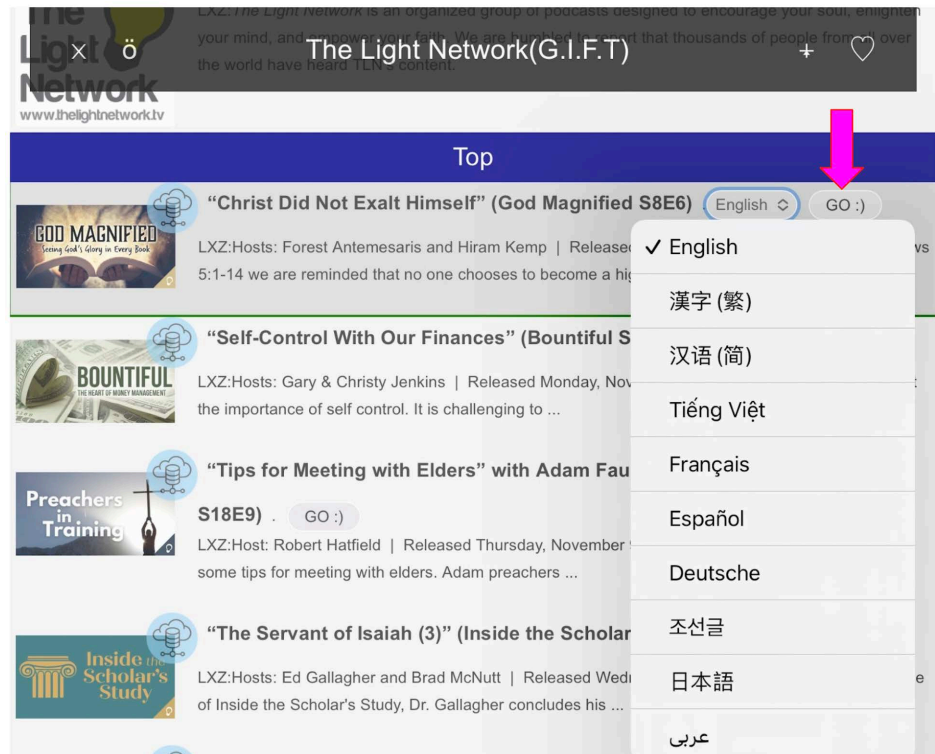 The
Light
Network
www.thelightnetwork.tv
LXZ:The Light Network is an organized group of podcasts designed to encourage your soul, enlighten
your mind, and empower your faith. We are humbled to report that thousands of people from all over
the world have heard TLN's content.
× ö The Light Network(G.I.F.T) + ♡
Top
GOD MAGNIFIED
Seeing God's Glory in Every Book
“Christ Did Not Exalt Himself” (God Magnified S8E6) . English GO :)
LXZ:Hosts: Forest Antemesaris and Hiram Kemp | Released ws
5:1-14 we are reminded that no one chooses to become a hig
BOUNTIFUL
THE HEART OF MONEY MANAGEMENT
“Self-Control With Our Finances” (Bountiful S
LXZ:Hosts: Gary & Christy Jenkins | Released Monday, Nov
the importance of self control. It is challenging to ...
Preachers
in
Training
“Tips for Meeting with Elders” with Adam Fau
S18E9) . GO :)
LXZ:Host: Robert Hatfield | Released Thursday, November
some tips for meeting with elders. Adam preachers ...
Inside the
Scholar's
Study
“The Servant of Isaiah (3)” (Inside the Scholar
LXZ:Hosts: Ed Gallagher and Brad McNutt | Released Wed e
of Inside the Scholar's Study, Dr. Gallagher concludes his ...
✓ English
漢字 (繁)
汉语 (简)
Tiếng Việt
Français
Español
Deutsche
조선글
日本語
عربى